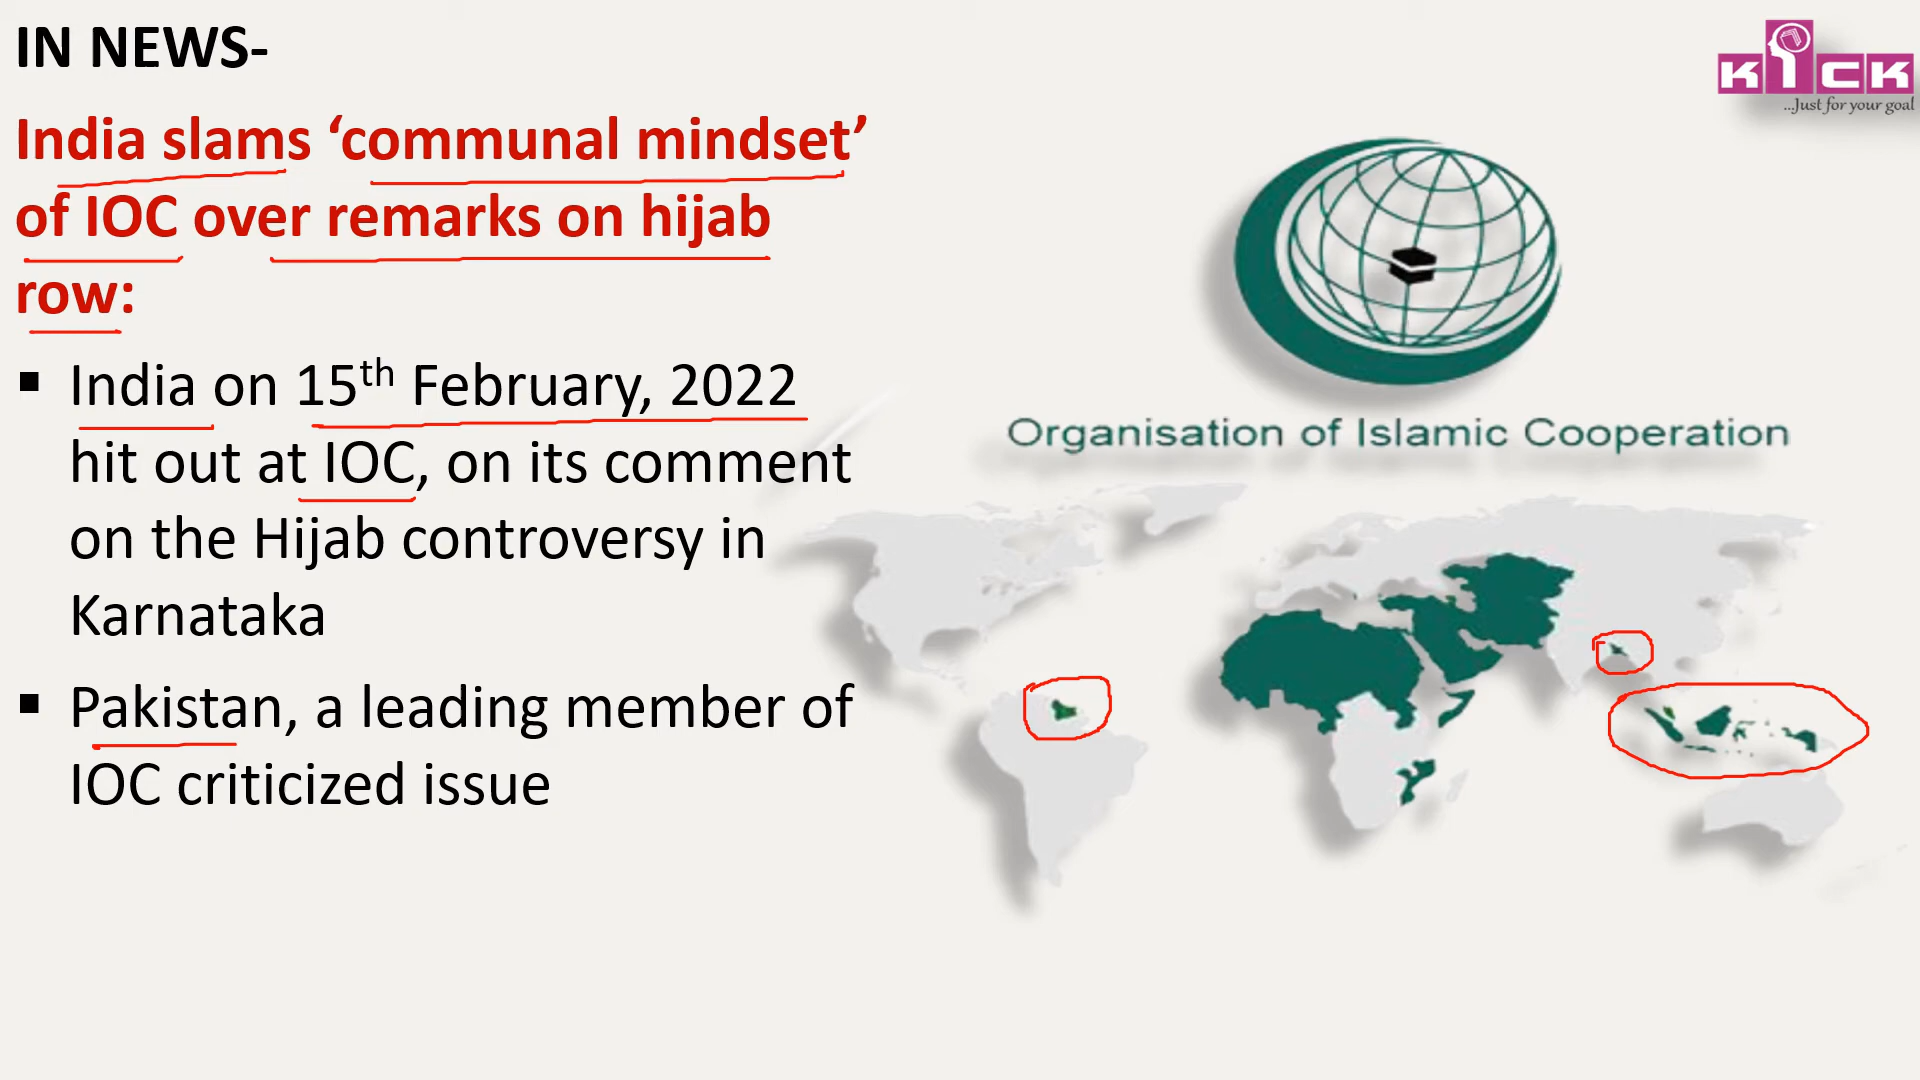 IN NEWS-
India slams ‘communal mindset’
of IOC over remarks on hijab
row:
▪ India on 15th February, 2022
hit out at IOC, on its comment
on the Hijab controversy in
Karnataka
▪ Pakistan, a leading member of
IOC criticized issue
KICK
...Just for your goal
Organisation of Islamic Cooperation